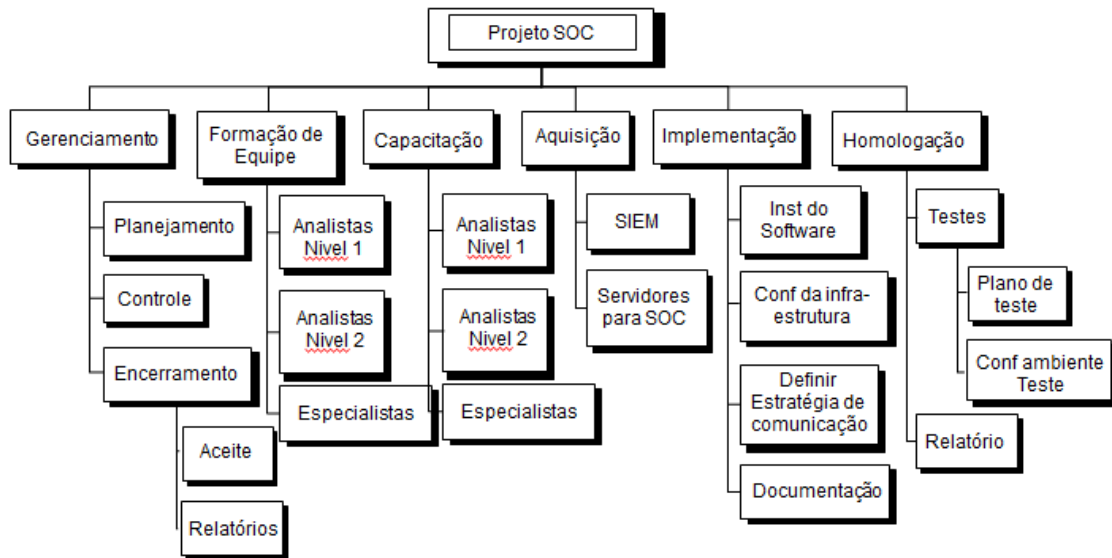 Projeto SOC
Gerenciamento
Formação de
Equipe
Capacitação
Aquisição
Implementação
Homologação
Planejamento
Controle
Encerramento
Aceite
Relatórios
Analistas
Nivel 1
Analistas
Nivel 2
Especialistas
Analistas
Nivel 1
Analistas
Nivel 2
Especialistas
SIEM
Servidores
para SOC
Inst do
Software
Conf da infra-
estrutura
Definir
Estratégia de
comunicação
Documentação
Testes
Plano de
teste
Conf ambiente
Teste
Relatório